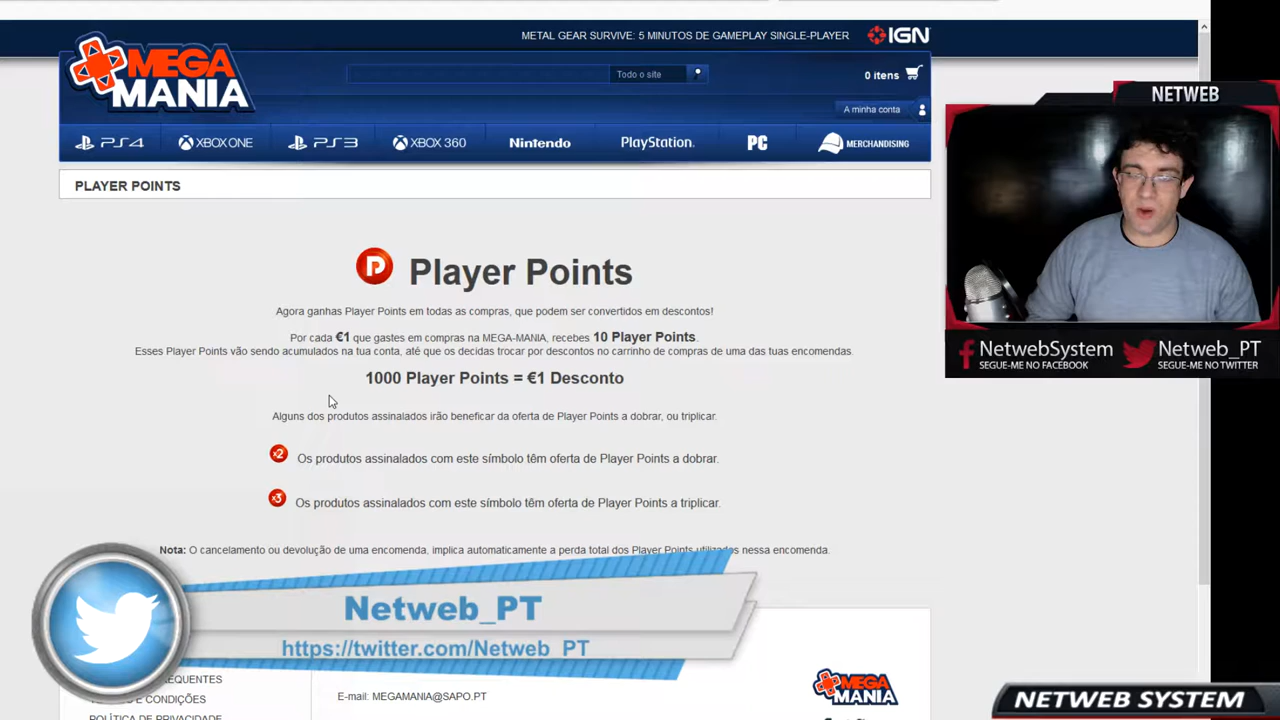 METAL GEAR SURVIVE: 5 MINUTOS DE GAMEPLAY SINGLE-PLAYER
IGN
MEGA
MANIA
Todo o site
0 itens
A minha conta
PS4
XBOX ONE
PS3
XBOX 360
Nintendo
PlayStation.
PC
MERCHANDISING
PLAYER POINTS
Player Points
Agora ganhas Player Points em todas as compras, que podem ser convertidos em descontos!
Por cada €1 que gastes em compras na MEGA-MANIA, recebes 10 Player Points.
Esses Player Points vão sendo acumulados na tua conta, até que os decidas trocar por descontos no carrinho de compras de uma das tuas encomendas.
1000 Player Points = €1 Desconto
Alguns dos produtos assinalados irão beneficar da oferta de Player Points a dobrar, ou triplicar.
x2 Os produtos assinalados com este símbolo têm oferta de Player Points a dobrar.
x3 Os produtos assinalados com este símbolo têm oferta de Player Points a triplicar.
Nota: O cancelamento ou devolução de uma encomenda, implica automaticamente a perda total dos Player Points utilizados nessa encomenda.
NETWEB
NetwebSystem
SEGUE-ME NO FACEBOOK
Netweb_PT
SEGUE-ME NO TWITTER
Netweb_PT
https://twitter.com/Netweb_PT
E CONDIÇÕES
POLÍTICA DE PRIVACIDADE
E-mail: MEGAMANIA@SAPO.PT
MEGA
MANIA
NETWEB SYSTEM